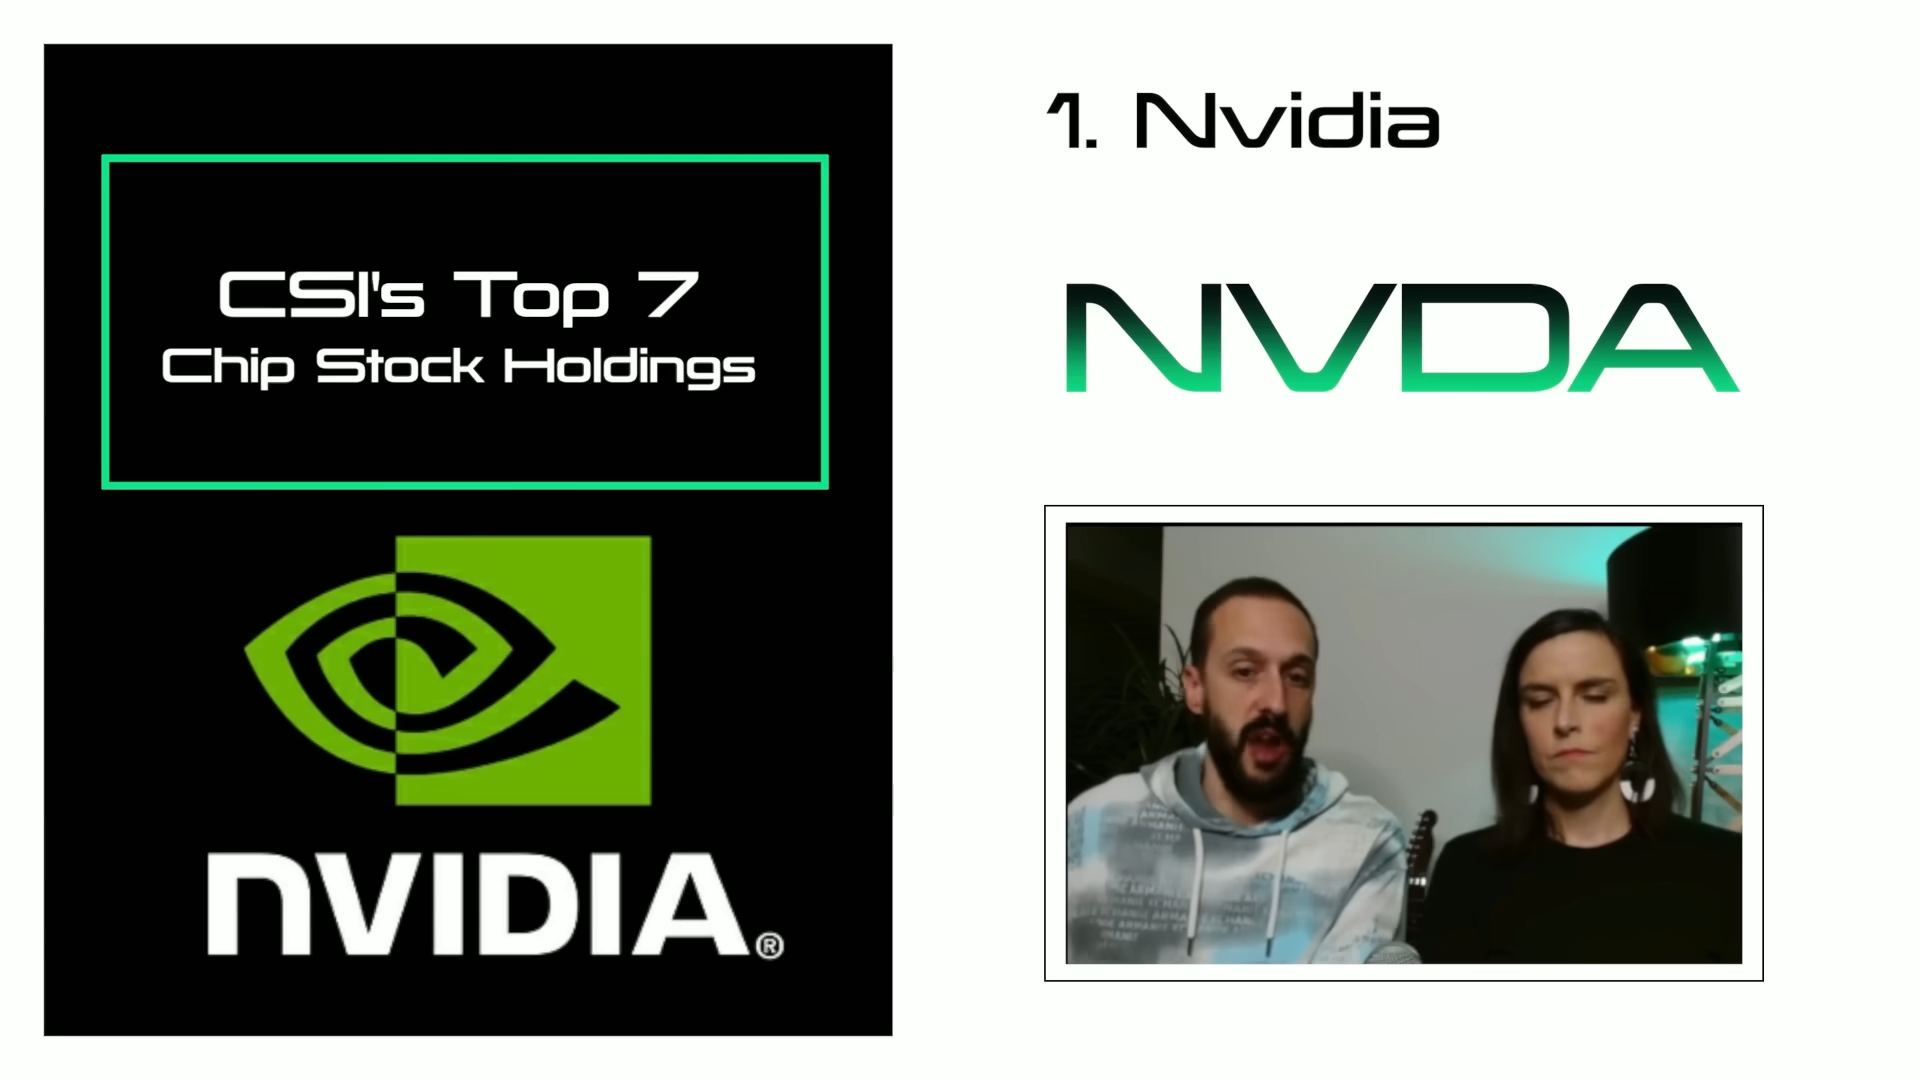 CSI's Top 7
Chip Stock Holdings
NVIDIA®
1. Nvidia
NVDA